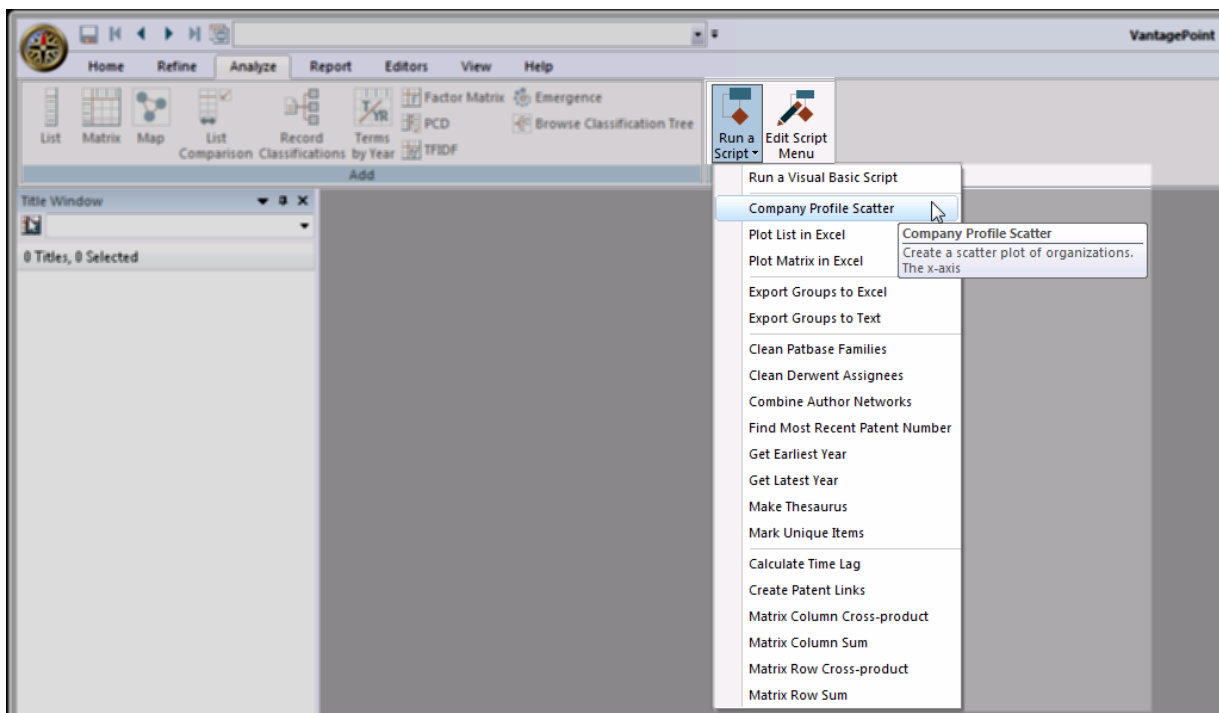 VantagePoint
Home Refine Analyze Report Editors View Help
List Matrix Map List Comparison Record Classifications Terms by Year Factor Matrix PCD TFIDF Emergence Browse Classification Tree
T/YR
Add
Run a Script Edit Script Menu
Title Window
0 Titles, 0 Selected
Run a Visual Basic Script
Company Profile Scatter
Plot List in Excel
Plot Matrix in Excel
Company Profile Scatter
Create a scatter plot of organizations.
The x-axis
Export Groups to Excel
Export Groups to Text
Clean Patbase Families
Clean Derwent Assignees
Combine Author Networks
Find Most Recent Patent Number
Get Earliest Year
Get Latest Year
Make Thesaurus
Mark Unique Items
Calculate Time Lag
Create Patent Links
Matrix Column Cross-product
Matrix Column Sum
Matrix Row Cross-product
Matrix Row Sum